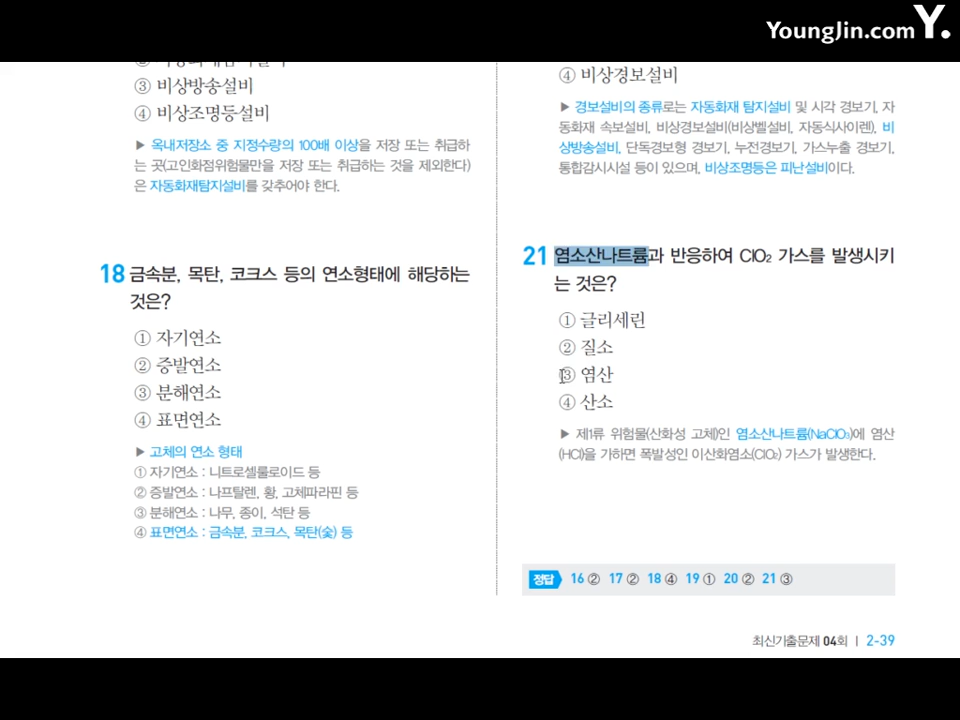 YoungJin.com Y.
③ 비상방송설비
④ 비상조명등설비
▶ 옥내저장소 중 지정수량의 100배 이상을 저장 또는 취급하
는 곳(고인화점위험물만을 저장 또는 취급하는 것을 제외한다)
은 자동화재탐지설비를 갖추어야 한다.
18 금속분, 목탄, 코크스 등의 연소형태에 해당하는
것은?
① 자기연소
② 증발연소
③ 분해연소
④ 표면연소
▶ 고체의 연소 형태
① 자기연소 : 니트로셀룰로이드 등
② 증발연소 : 나프탈렌, 황, 고체파라핀 등
③ 분해연소 : 나무, 종이, 석탄 등
④ 표면연소 : 금속분, 코크스, 목탄(숯) 등
④ 비상경보설비
▶ 경보설비의 종류로는 자동화재 탐지설비 및 시각 경보기, 자
동화재 속보설비, 비상경보설비(비상벨설비, 자동식사이렌), 비
상방송설비, 단독경보형 경보기, 누전경보기, 가스누출 경보기,
통합감시시설 등이 있으며, 비상조명등은 피난설비이다.
21 염소산나트륨과 반응하여 ClO₂ 가스를 발생시키
는 것은?
① 글리세린
② 질소
③ 염산
④ 산소
▶ 제1류 위험물(산화성 고체)인 염소산나트륨(NaClO₃)에 염산
(HCl)을 가하면 폭발성인 이산화염소(ClO₂) 가스가 발생한다.
정답 16 ② 17 ② 18 ④ 19 ① 20 ② 21 ③
최신기출문제 04회 | 2-39